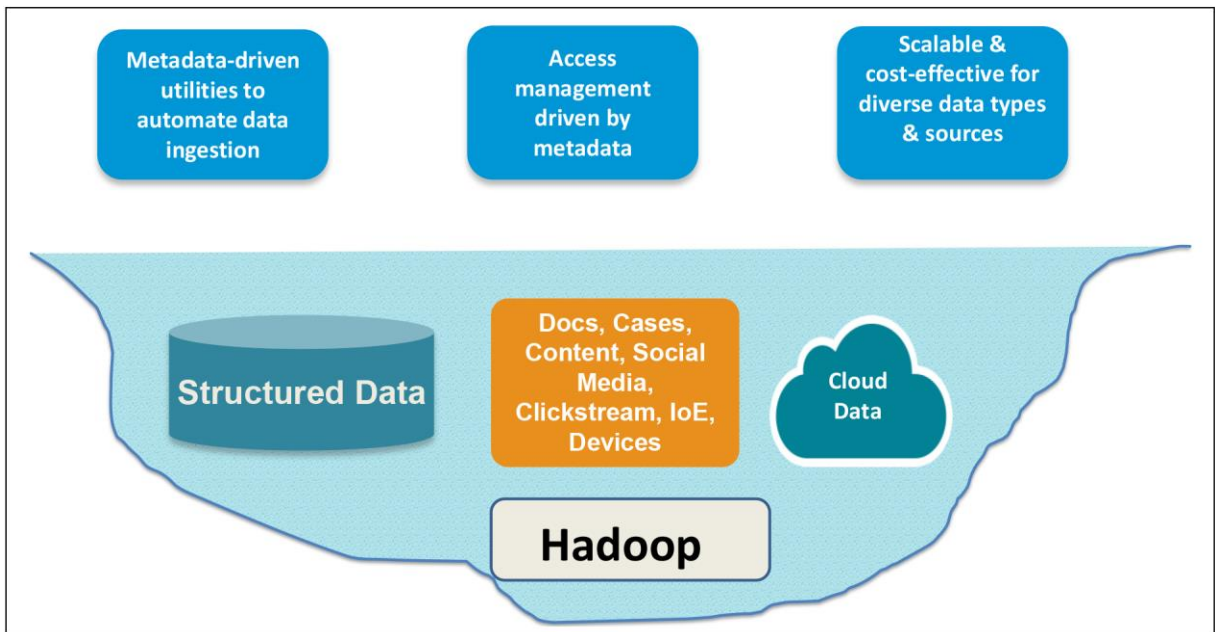 Metadata-driven
utilities to
automate data
ingestion
Access
management
driven by
metadata
Scalable &
cost-effective for
diverse data types
& sources
Structured Data
Docs, Cases,
Content, Social
Media,
Clickstream, IoE,
Devices
Cloud
Data
Hadoop